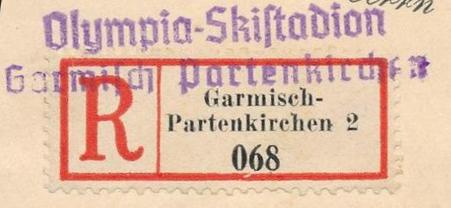 Olympia-Skiſtadion
Garmiſch Partenkirchen
R
Garmisch-
Partenkirchen 2
068